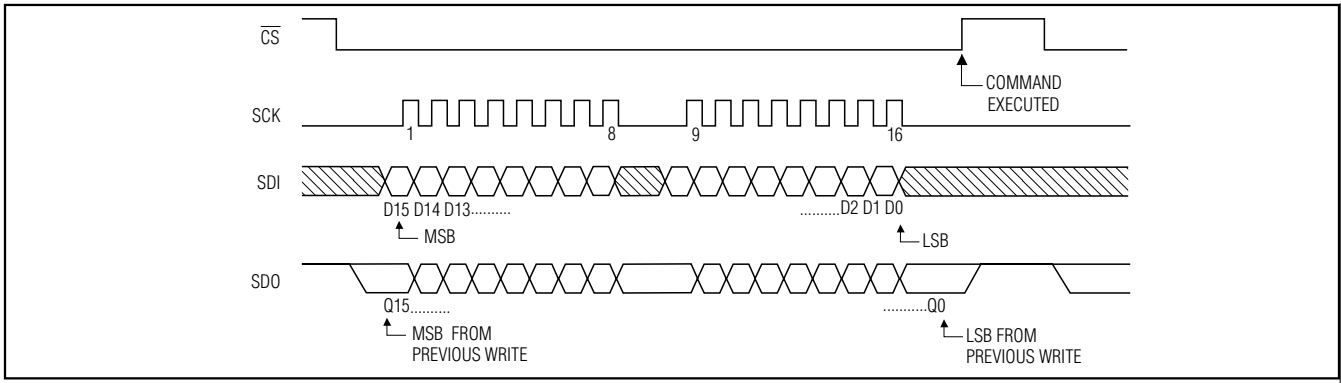 CS
COMMAND
EXECUTED
SCK
1 8 9 16
SDI
D15 D14 D13..........
..........D2 D1 D0
MSB
LSB
SDO
Q15..........
...........Q0
MSB FROM
PREVIOUS WRITE
LSB FROM
PREVIOUS WRITE